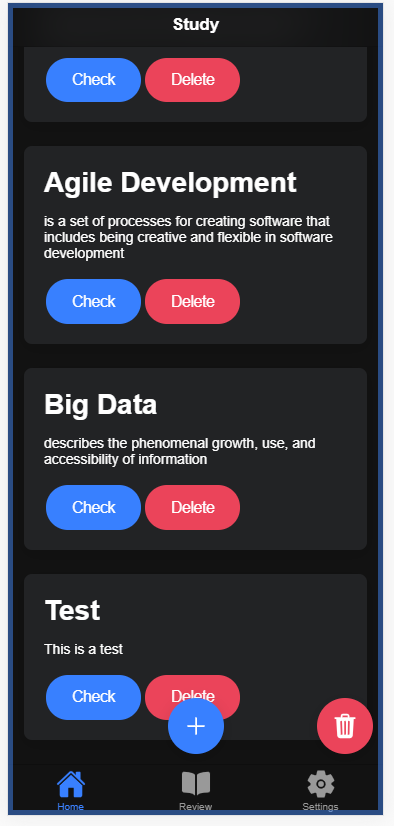 Study
Check Delete
Agile Development
is a set of processes for creating software that
includes being creative and flexible in software
development
Check Delete
Big Data
describes the phenomenal growth, use, and
accessibility of information
Check Delete
Test
This is a test
Check Delete
Home Review Settings